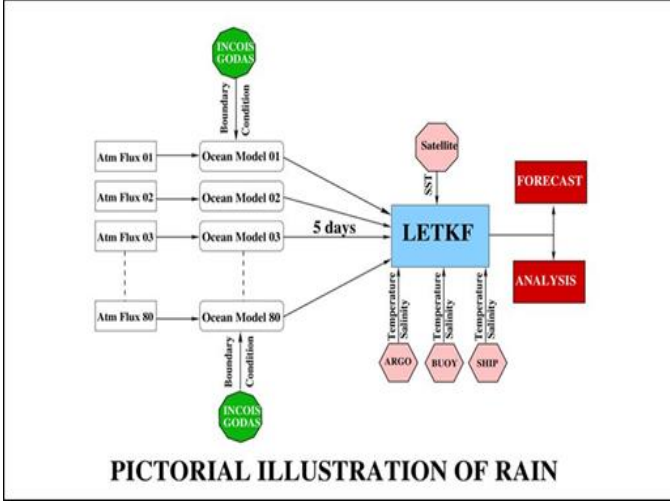 INCOIS
GODAS
Boundary
Condition
Atm Flux 01
Ocean Model 01
Atm Flux 02
Ocean Model 02
Atm Flux 03
Ocean Model 03
5 days
Atm Flux 80
Ocean Model 80
Boundary
Condition
INCOIS
GODAS
Satellite
SST
LETKF
FORECAST
ANALYSIS
Temperature
Salinity
Temperature
Salinity
Temperature
Salinity
ARGO
BUOY
SHIP
PICTORIAL ILLUSTRATION OF RAIN